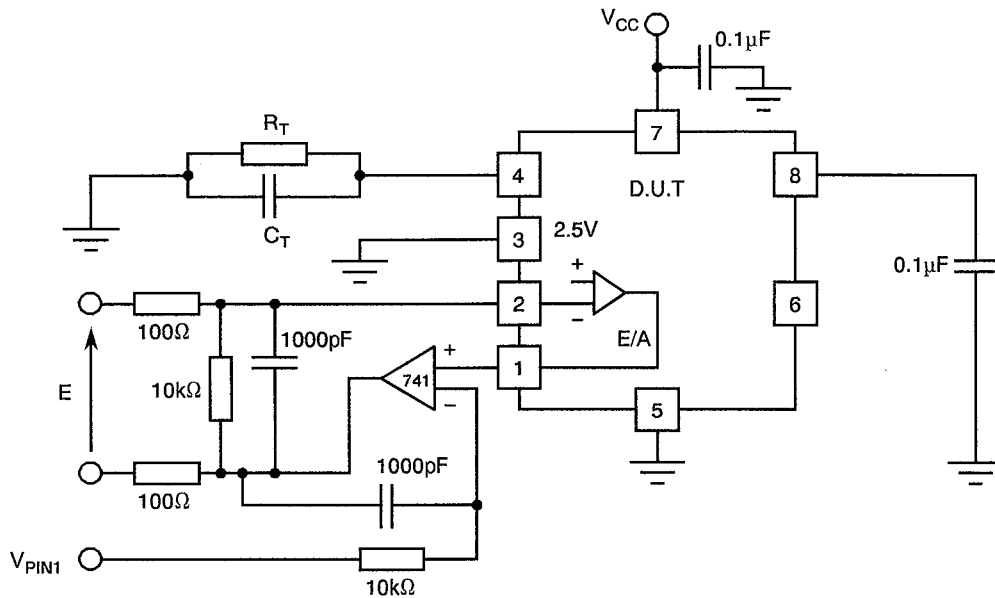 V_CC
0.1μF
7
R_T
C_T
4
D.U.T
8
3
2.5V
0.1μF
2
+
−
6
100Ω
1000pF
E/A
+
1
741
−
10kΩ
E
5
1000pF
100Ω
V_PIN1
10kΩ